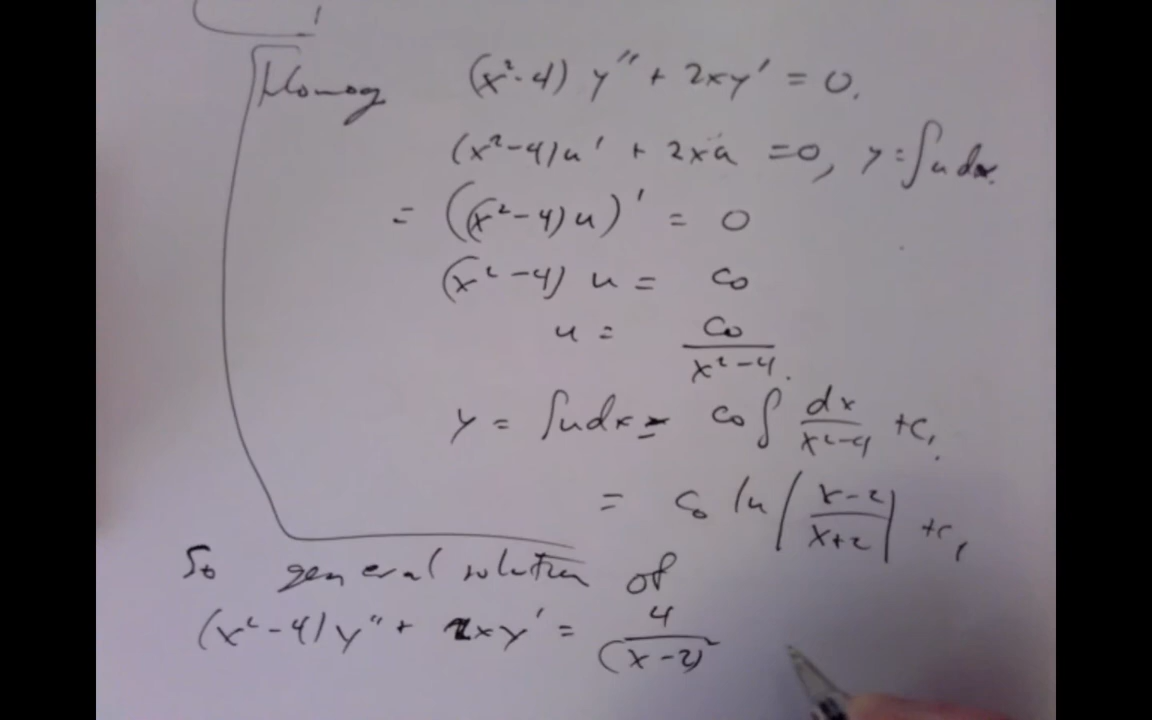 Homog (x²-4) y'' + 2xy' = 0.
(x²-4)u' + 2xu = 0, y = ∫u dx.
= ((x²-4)u)' = 0
(x²-4) u = c₀
u = c₀/(x²-4).
y = ∫udx = c₀∫ dx/(x²-4) + c₁.
= c₀ ln |(x-2)/(x+2)| + c₁
So general solution of
(x²-4)y'' + 2xy' = 4/(x-2)²